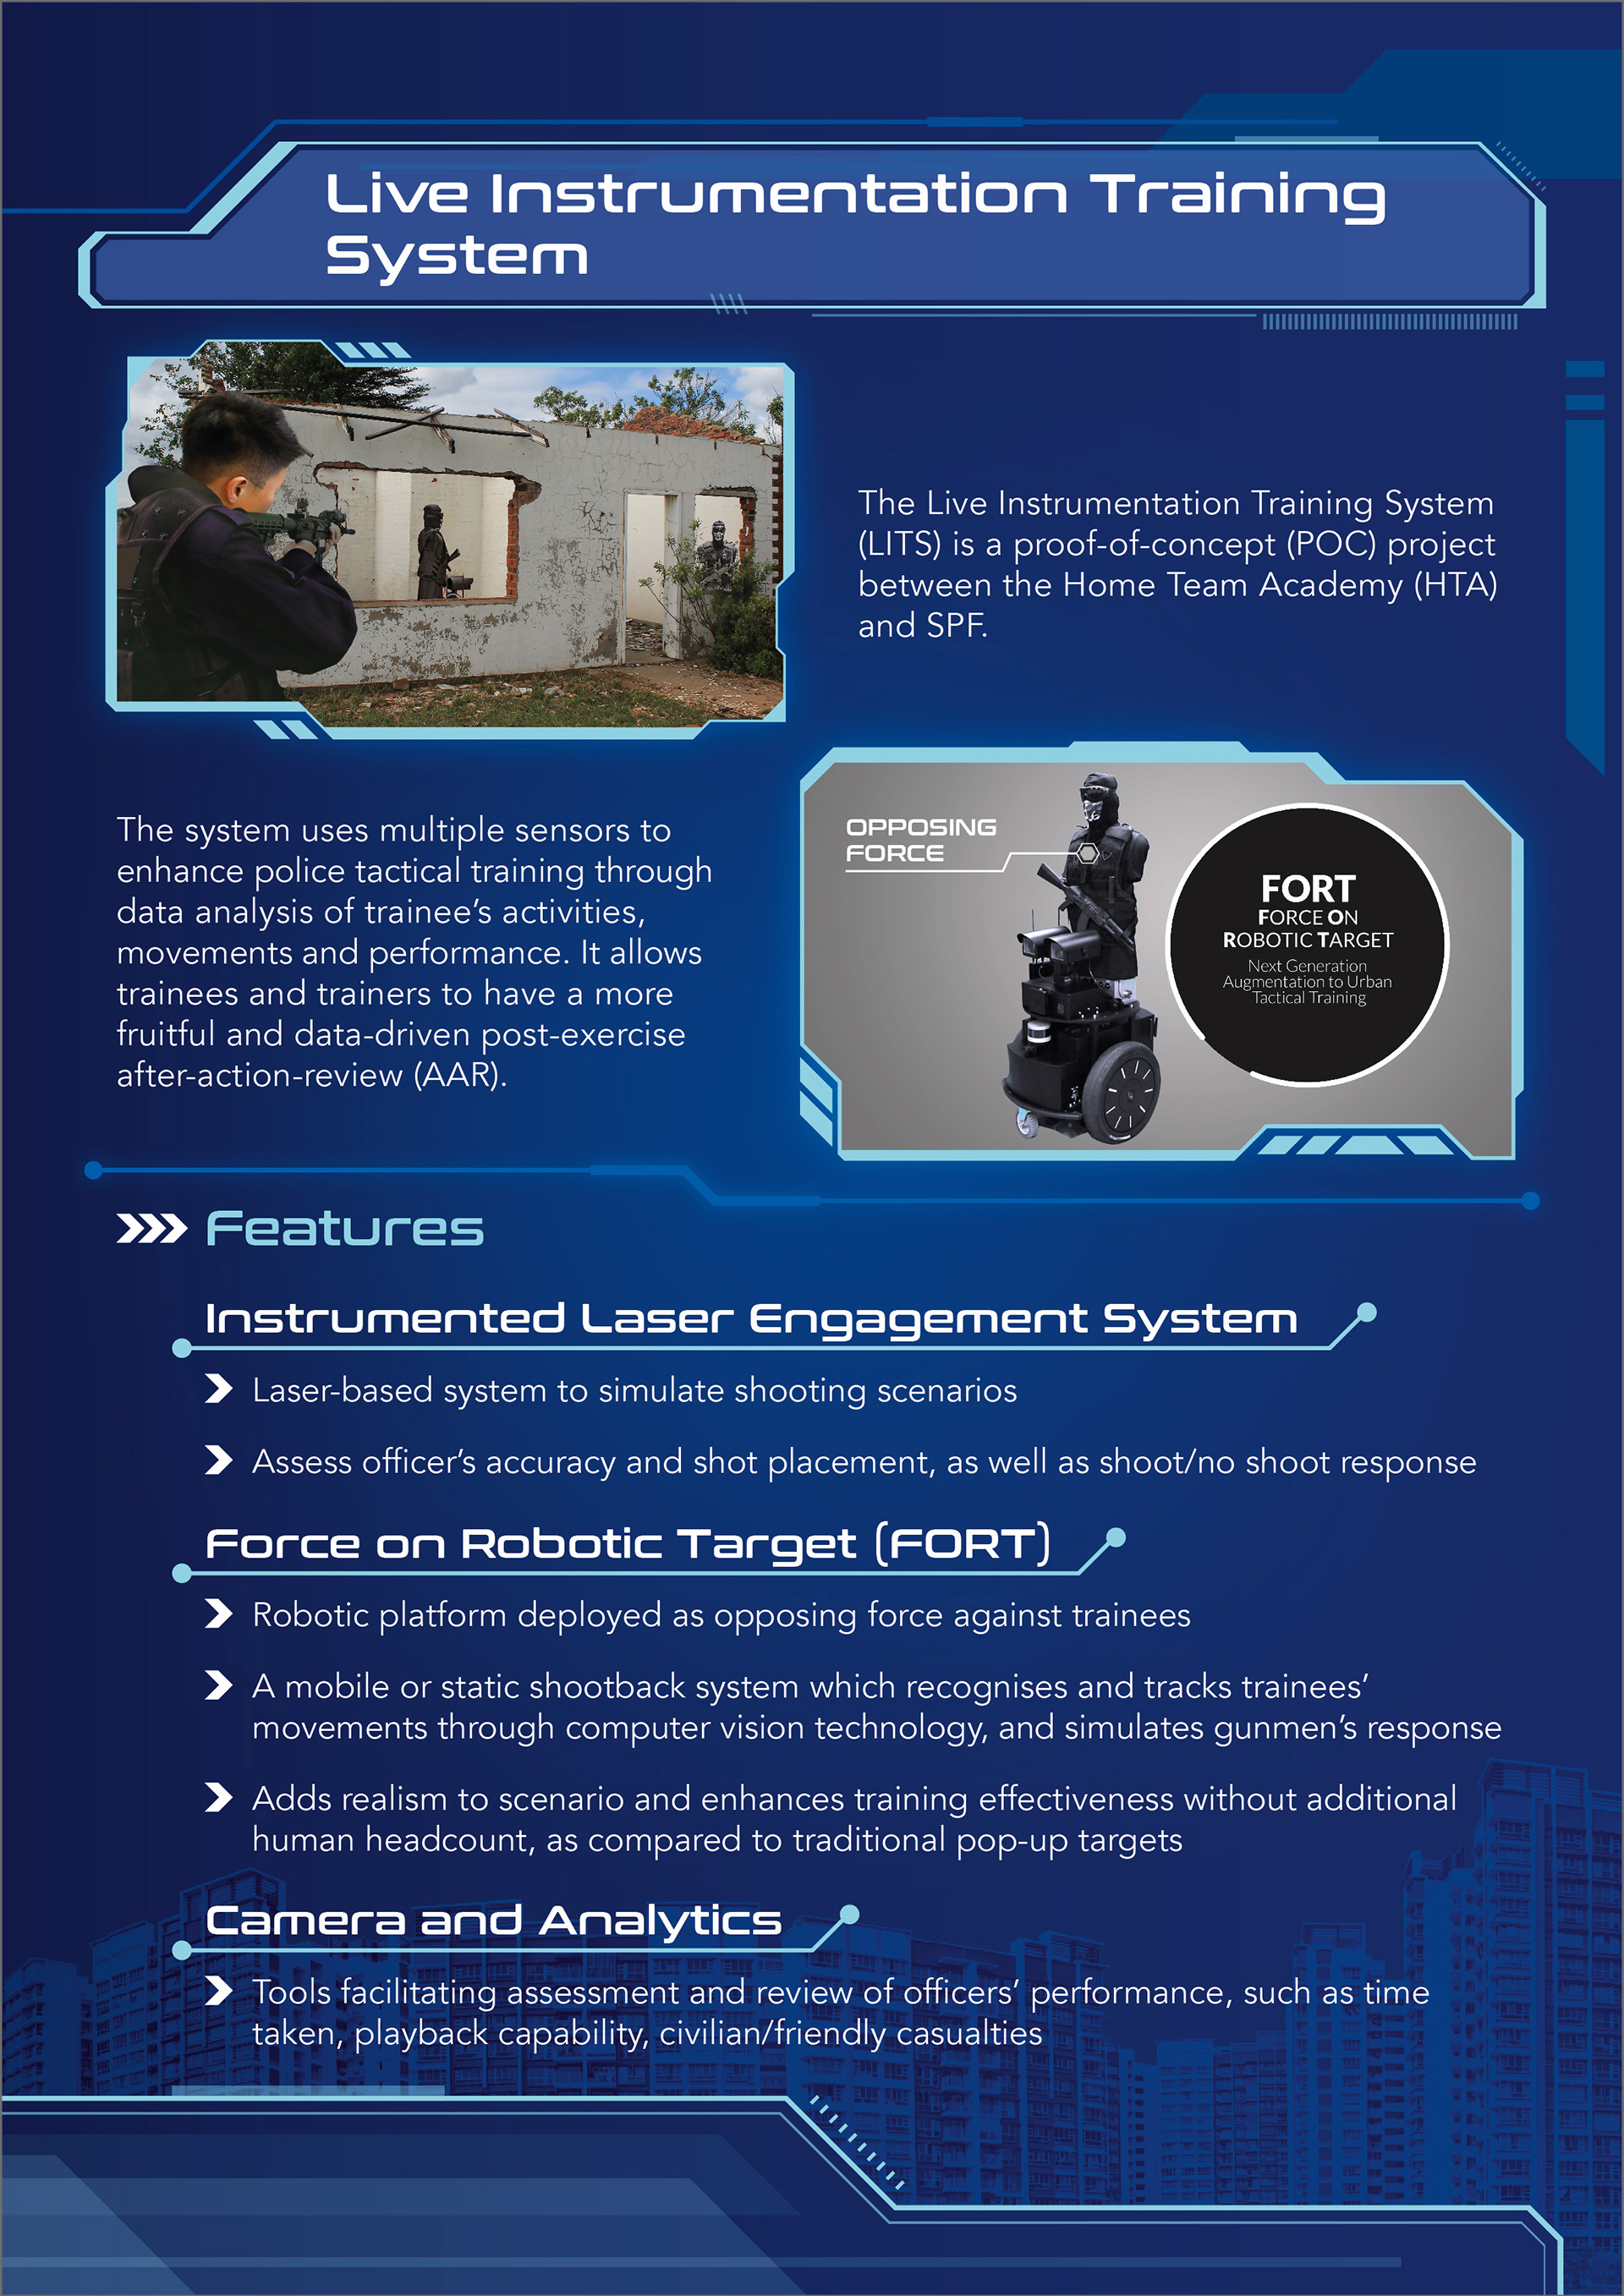 Live Instrumentation Training
System
The Live Instrumentation Training System
(LITS) is a proof-of-concept (POC) project
between the Home Team Academy (HTA)
and SPF.
The system uses multiple sensors to
enhance police tactical training through
data analysis of trainee's activities,
movements and performance. It allows
trainees and trainers to have a more
fruitful and data-driven post-exercise
after-action-review (AAR).
OPPOSING
FORCE
FORT
FORCE ON
ROBOTIC TARGET
Next Generation
Augmentation to Urban
Tactical Training
Features
Instrumented Laser Engagement System
Laser-based system to simulate shooting scenarios
Assess officer's accuracy and shot placement, as well as shoot/no shoot response
Force on Robotic Target (FORT)
Robotic platform deployed as opposing force against trainees
A mobile or static shootback system which recognises and tracks trainees'
movements through computer vision technology, and simulates gunmen's response
Adds realism to scenario and enhances training effectiveness without additional
human headcount, as compared to traditional pop-up targets
Camera and Analytics
Tools facilitating assessment and review of officers' performance, such as time
taken, playback capability, civilian/friendly casualties